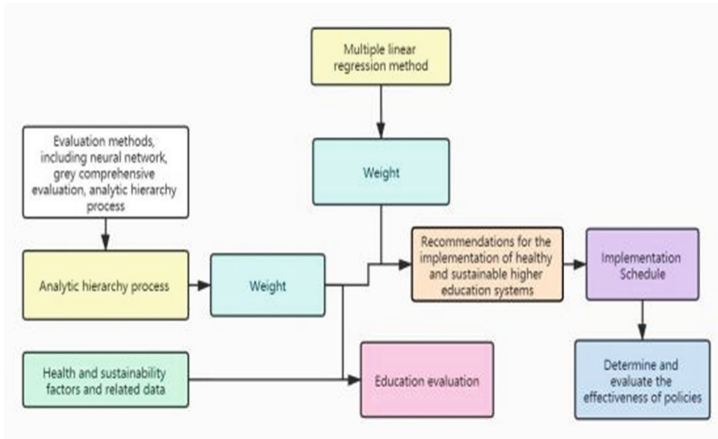 Multiple linear
regression method
Evaluation methods,
including neural network,
grey comprehensive
evaluation, analytic hierarchy
process
Weight
Analytic hierarchy process
Weight
Recommendations for the
implementation of healthy
and sustainable higher
education systems
Implementation
Schedule
Health and sustainability
factors and related data
Education evaluation
Determine and
evaluate the
effectiveness of policies